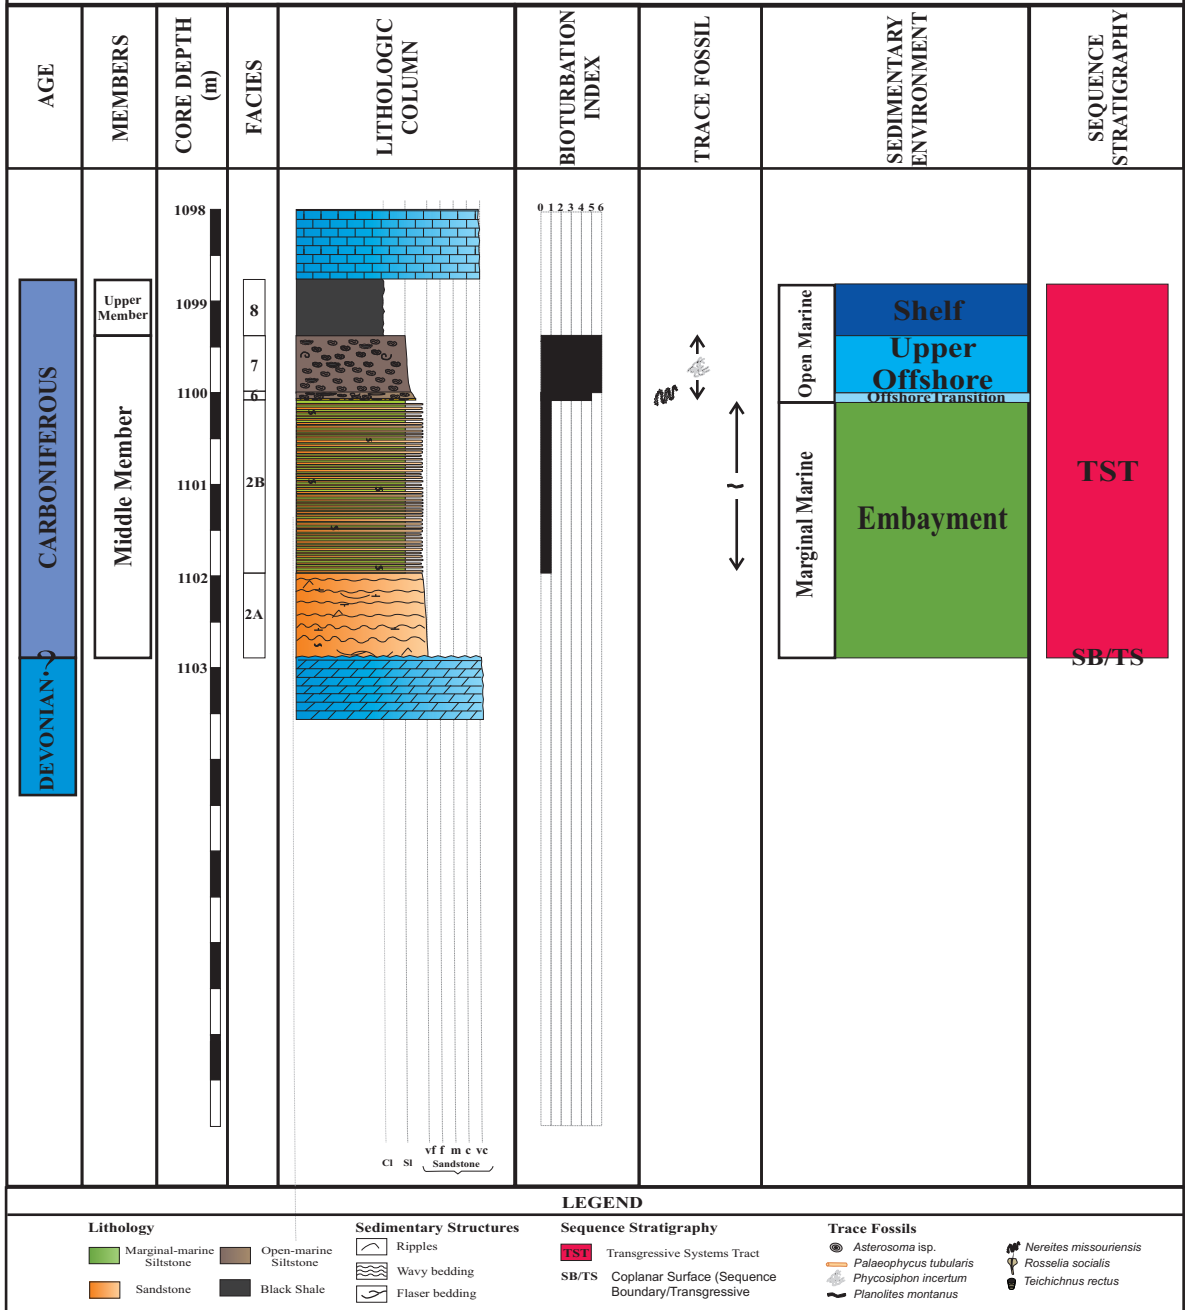 AGE
MEMBERS
CORE DEPTH
(m)
FACIES
LITHOLOGIC
COLUMN
BIOTURBATION
INDEX
TRACE FOSSIL
SEDIMENTARY
ENVIRONMENT
SEQUENCE
STRATIGRAPHY
1098
1099
1100
1101
1102
1103
0 1 2 3 4 5 6
CARBONIFEROUS
DEVONIAN
?
Upper
Member
Middle Member
8
7
6
2B
2A
s
s
s
s
s
s
s
Open Marine
Marginal Marine
Shelf
Upper
Offshore
OffshoreTransition
Embayment
TST
SB/TS
Cl Sl vf f m c vc
Sandstone
LEGEND
Lithology
Marginal-marine
Siltstone
Open-marine
Siltstone
Sandstone
Black Shale
Sedimentary Structures
Ripples
Wavy bedding
Flaser bedding
Sequence Stratigraphy
TST Transgressive Systems Tract
SB/TS Coplanar Surface (Sequence
Boundary/Transgressive
Trace Fossils
Asterosoma isp.
Palaeophycus tubularis
Phycosiphon incertum
Planolites montanus
Nereites missouriensis
Rosselia socialis
Teichichnus rectus